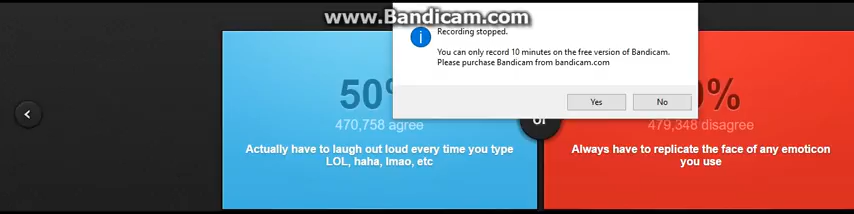 www.Bandicam.com
Recording stopped.
You can only record 10 minutes on the free version of Bandicam.
Please purchase Bandicam from bandicam.com
Yes
No
50
%
or
470,758 agree
479,348 disagree
Actually have to laugh out loud every time you type
LOL, haha, lmao, etc
Always have to replicate the face of any emoticon
you use